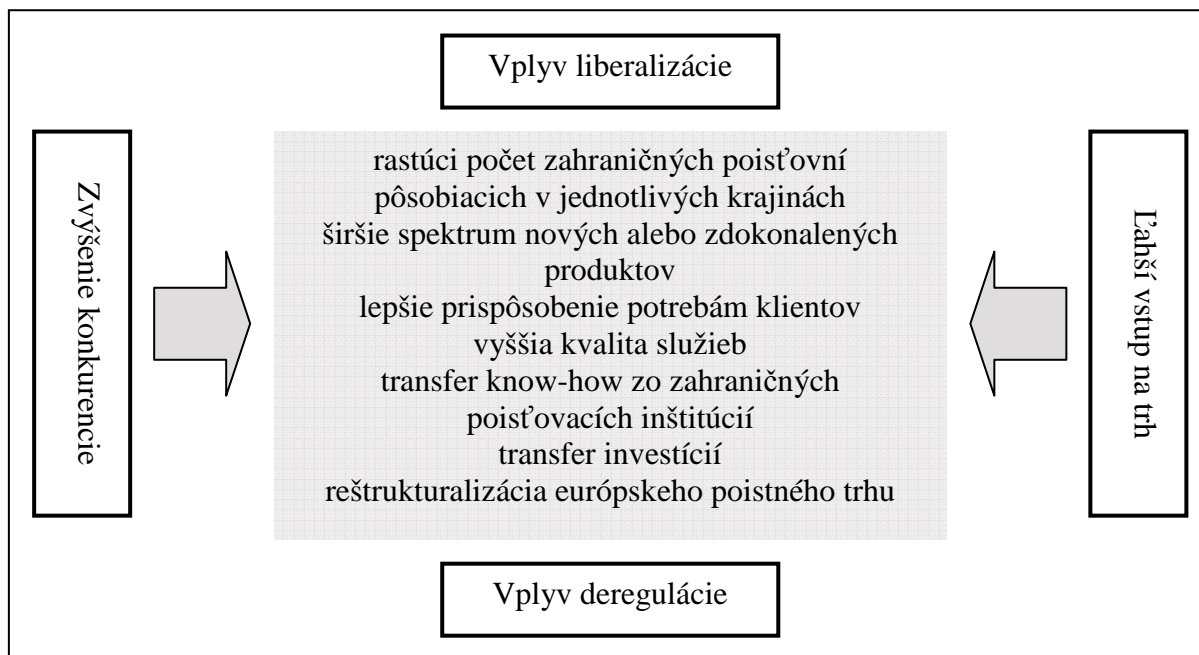 Vplyv liberalizácie
Zvýšenie konkurencie
rastúci počet zahraničných poisťovní
pôsobiacich v jednotlivých krajinách
širšie spektrum nových alebo zdokonalených
produktov
lepšie prispôsobenie potrebám klientov
vyššia kvalita služieb
transfer know-how zo zahraničných
poisťovacích inštitúcií
transfer investícií
reštrukturalizácia európskeho poistného trhu
Ľahší vstup na trh
Vplyv deregulácie